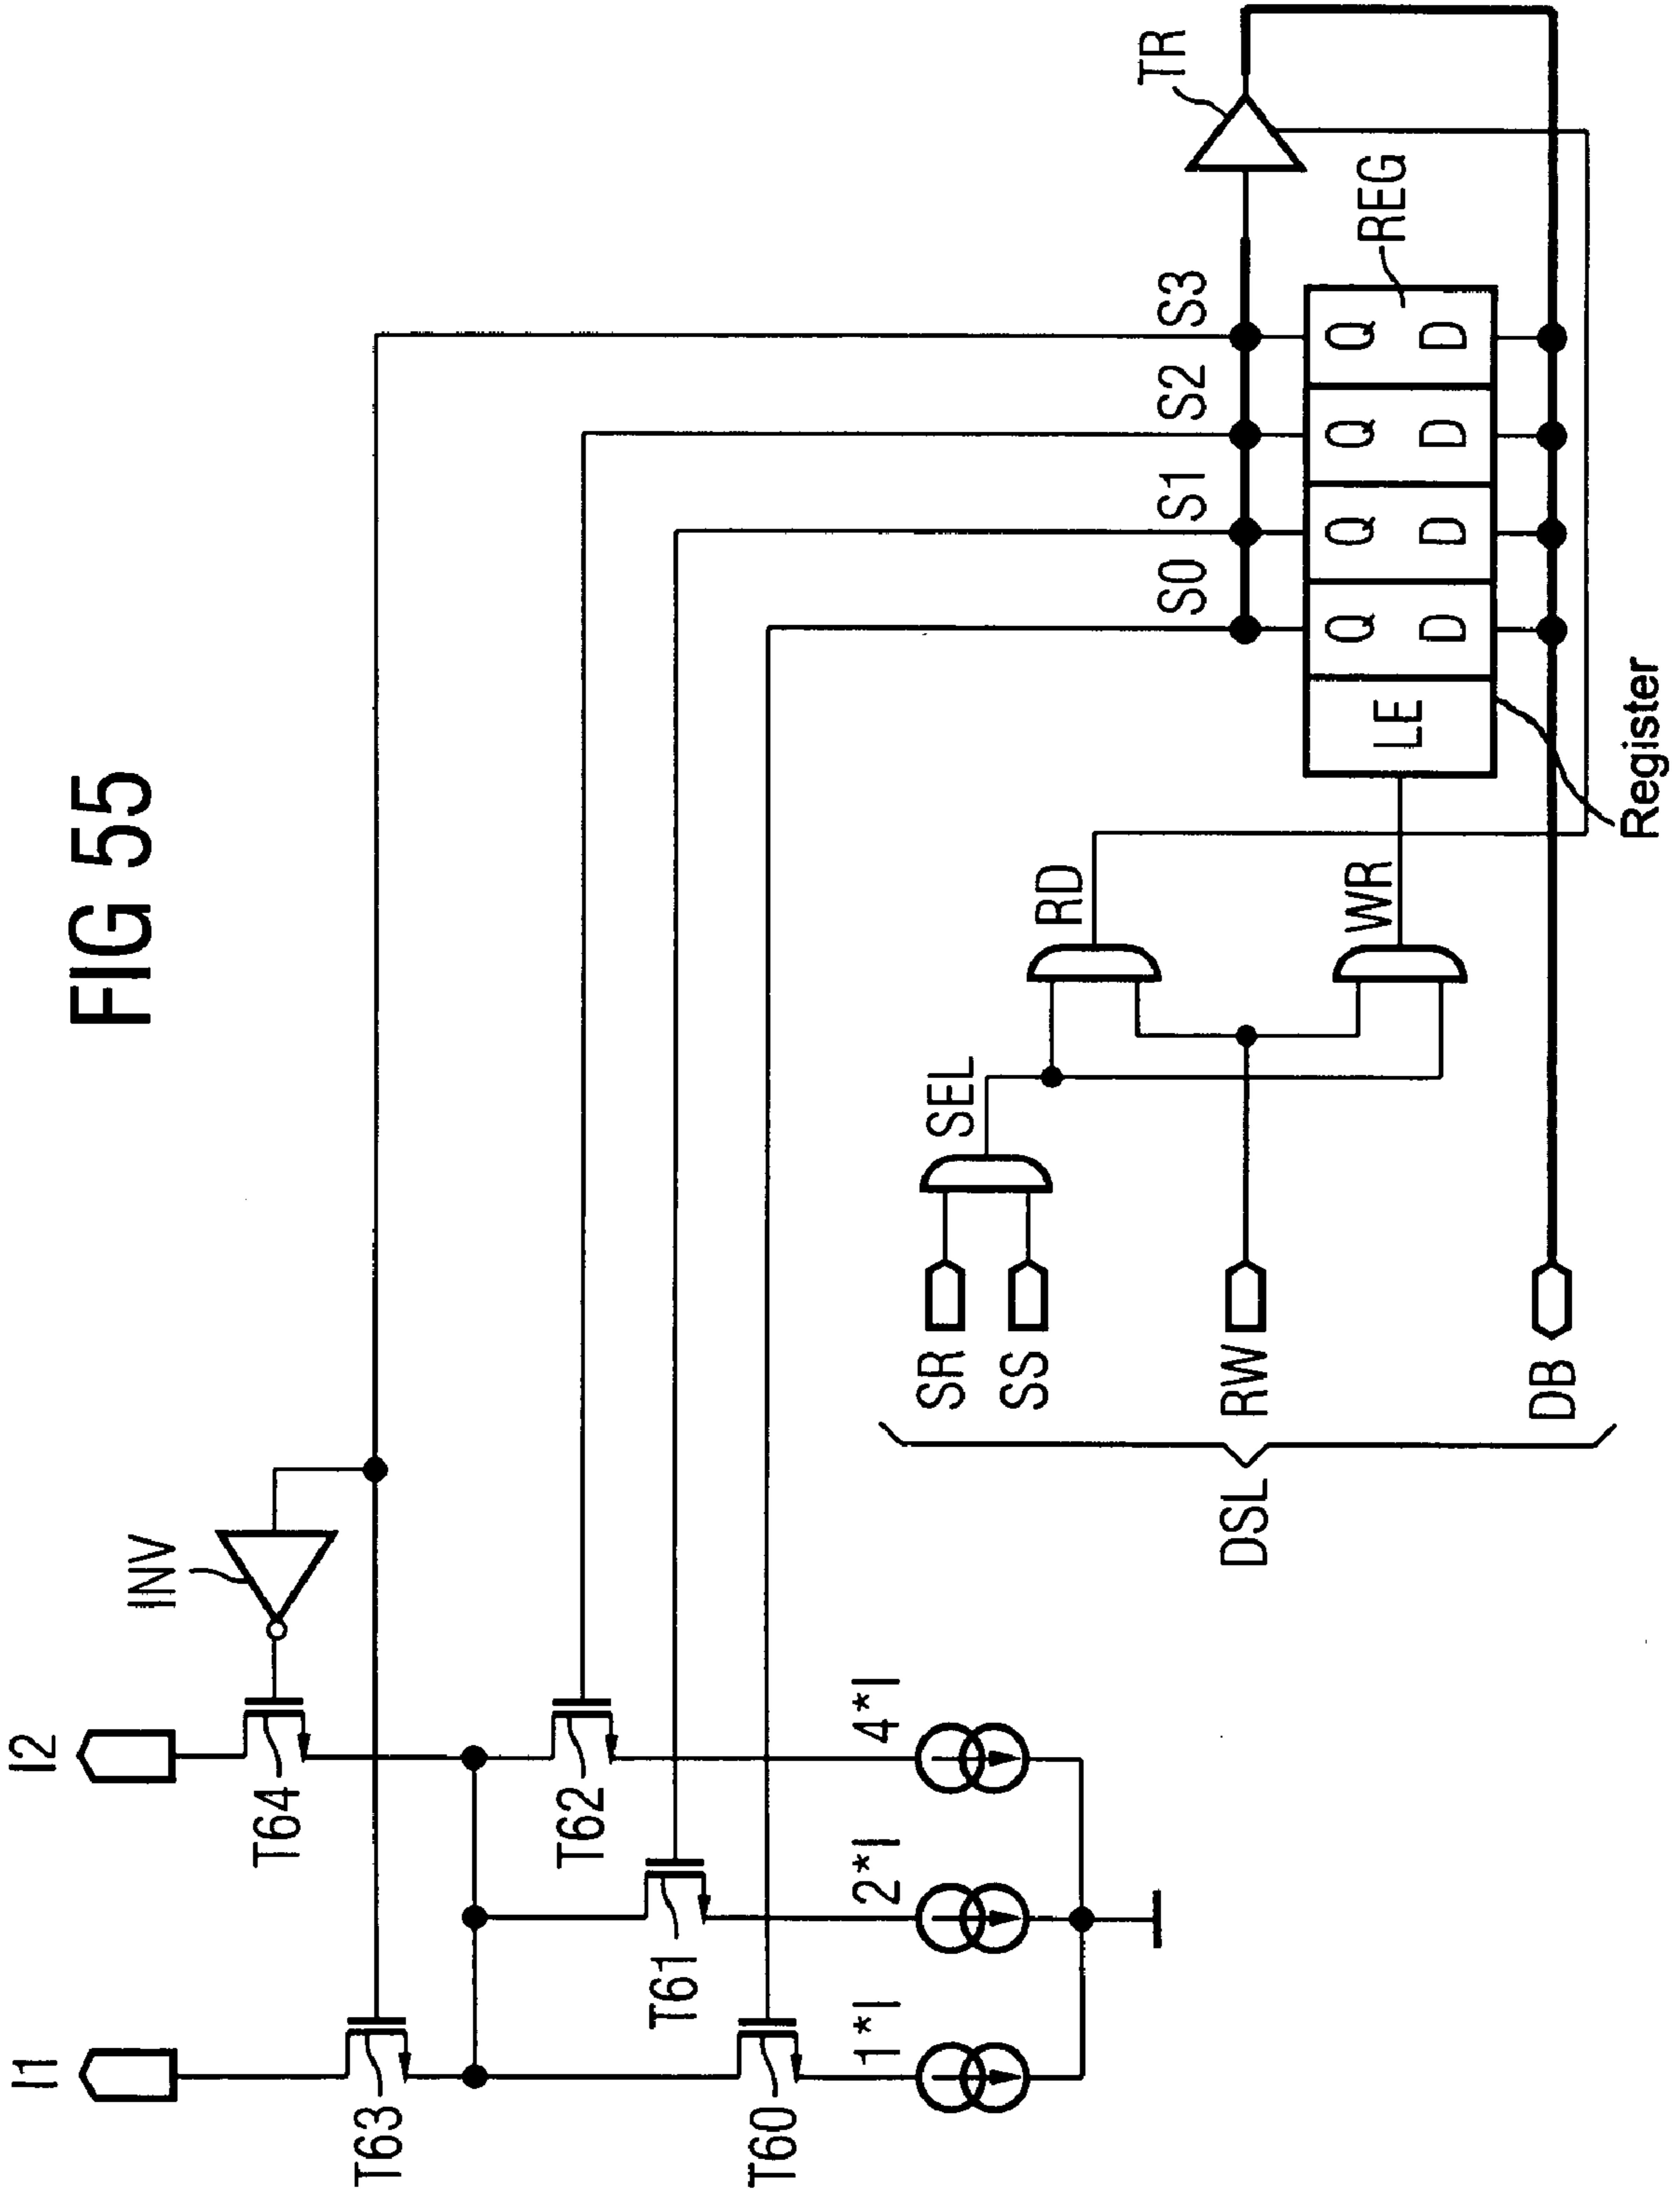 FIG 55
I1
I2
INV
T63
T64
T62
T61
T60
1*I
2*I
4*I
S0
S1
S2
S3
TR
REG
Q Q Q Q
LE D D D D
Register
SEL
RD
WR
SR
SS
RW
DB
DSL